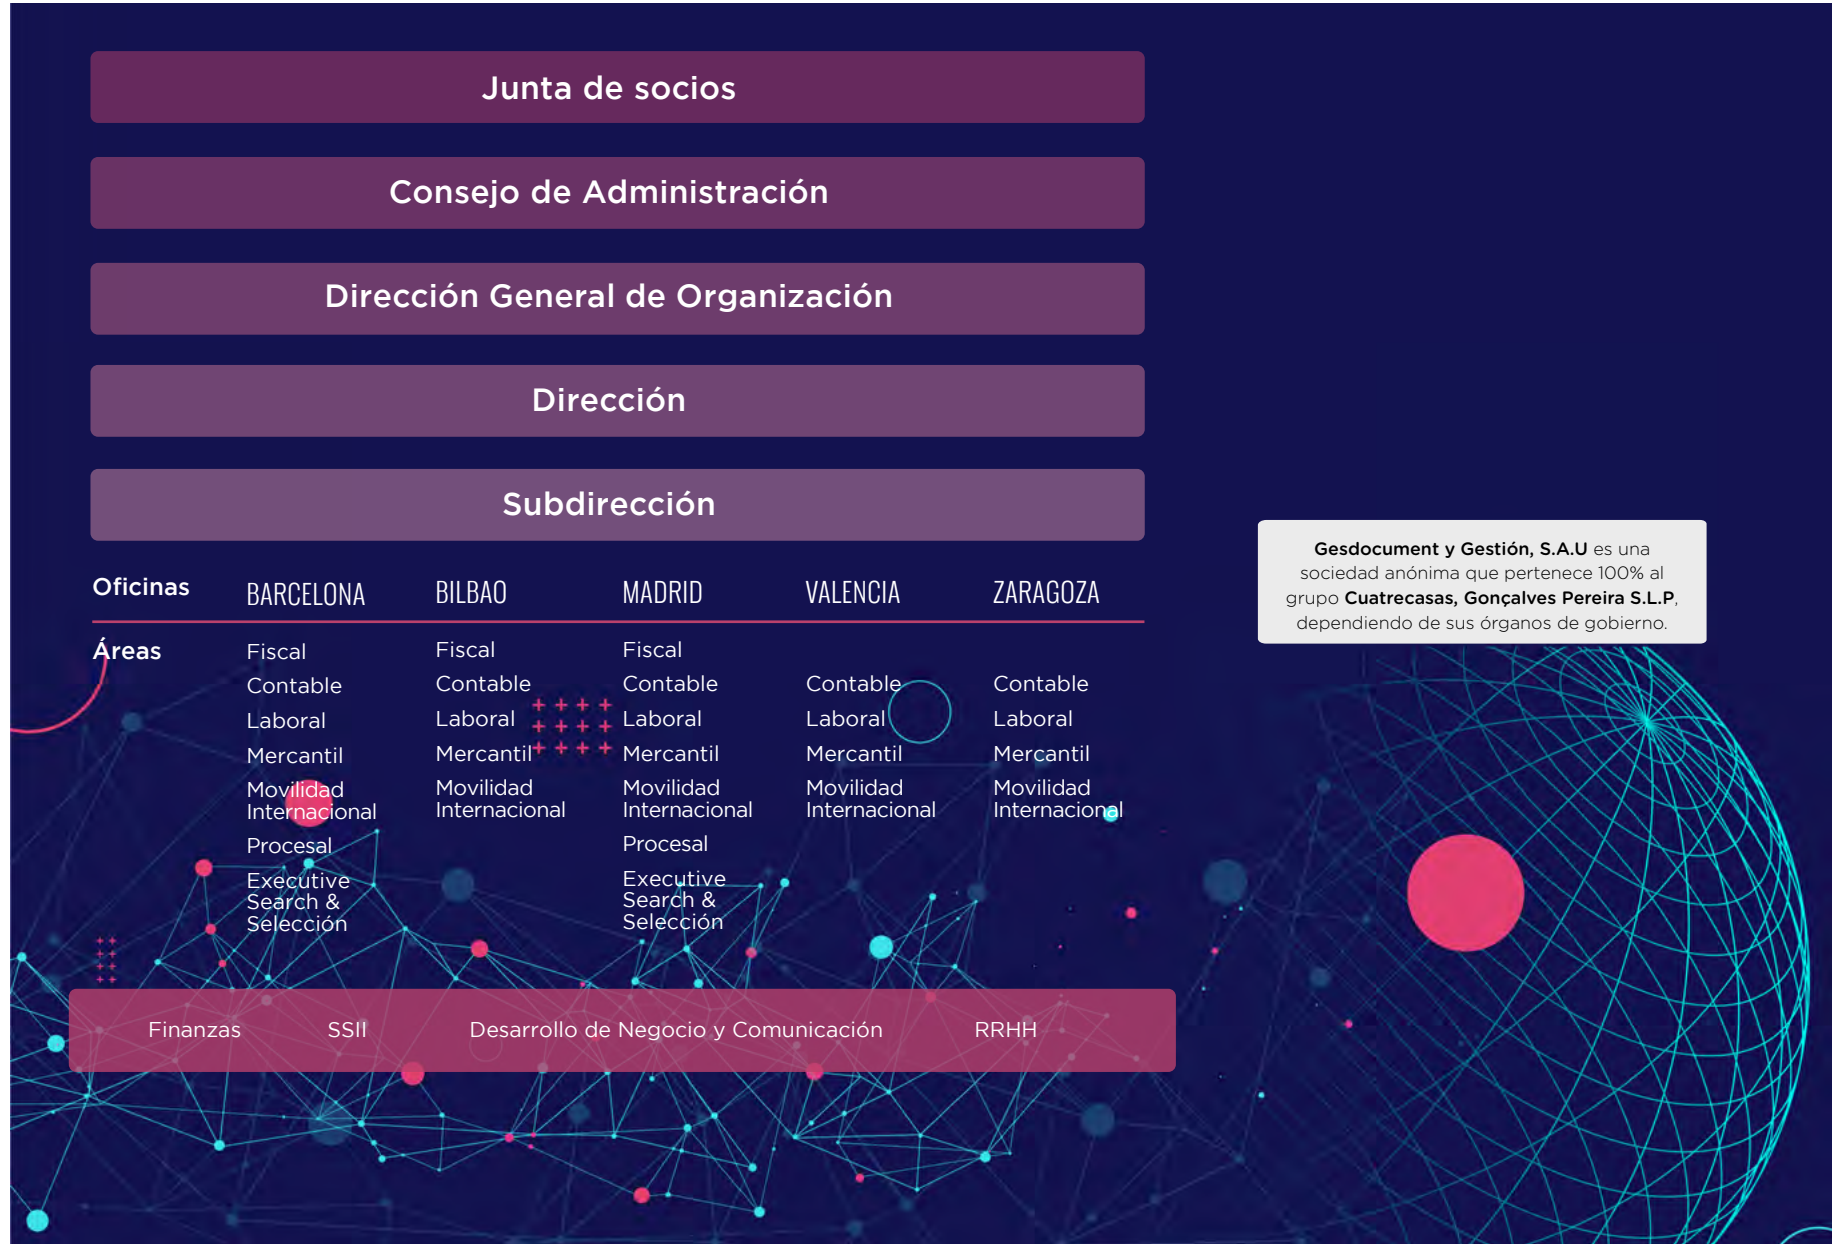 Junta de socios
Consejo de Administración
Dirección General de Organización
Dirección
Subdirección
Oficinas BARCELONA BILBAO MADRID VALENCIA ZARAGOZA
Áreas Fiscal Fiscal Fiscal
Contable Contable Contable Contable Contable
Laboral Laboral Laboral Laboral Laboral
Mercantil Mercantil Mercantil Mercantil Mercantil
Movilidad Movilidad Movilidad Movilidad Movilidad
Internacional Internacional Internacional Internacional Internacional
Procesal Procesal
Executive Executive
Search & Search &
Selección Selección
Finanzas SSII Desarrollo de Negocio y Comunicación RRHH
Gesdocument y Gestión, S.A.U es una
sociedad anónima que pertenece 100% al
grupo Cuatrecasas, Gonçalves Pereira S.L.P,
dependiendo de sus órganos de gobierno.